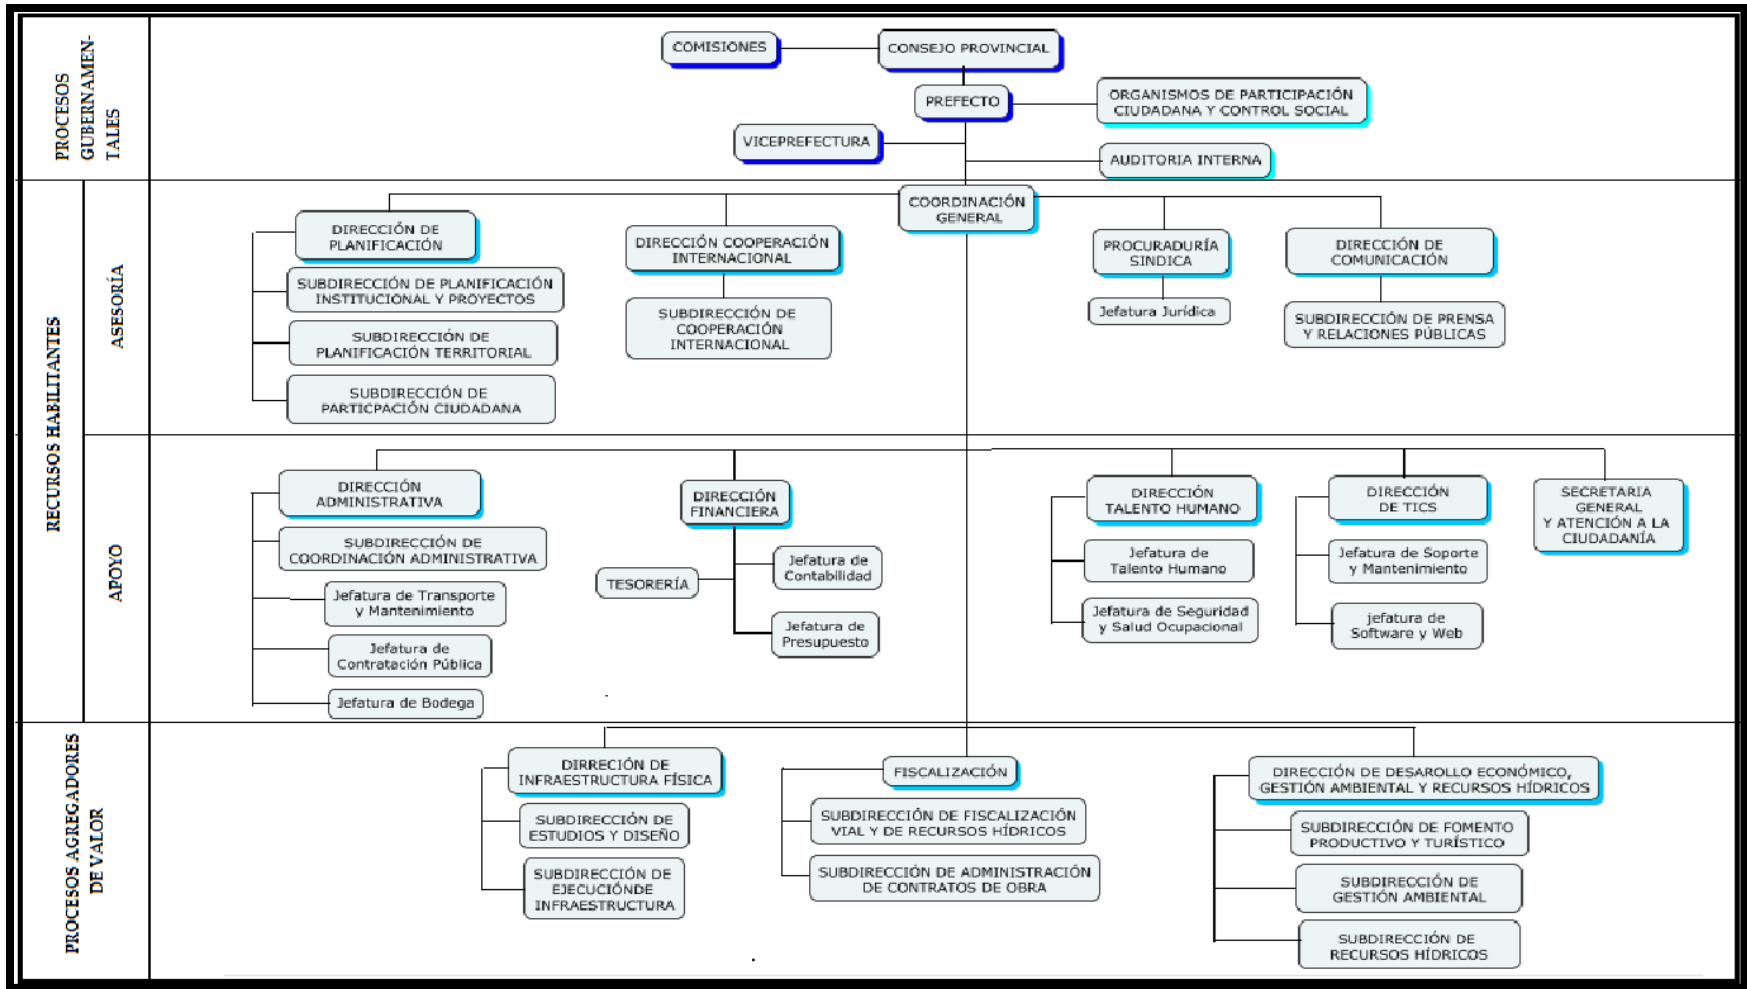 PROCESOS
GUBERNAMEN-
TALES
COMISIONES
CONSEJO PROVINCIAL
PREFECTO
ORGANISMOS DE PARTICIPACIÓN
CIUDADANA Y CONTROL SOCIAL
VICEPREFECTURA
AUDITORIA INTERNA
RECURSOS HABILITANTES
ASESORÍA
COORDINACIÓN
GENERAL
DIRECCIÓN DE
PLANIFICACIÓN
SUBDIRECCIÓN DE PLANIFICACIÓN
INSTITUCIONAL Y PROYECTOS
SUBDIRECCIÓN DE
PLANIFICACIÓN TERRITORIAL
SUBDIRECCIÓN DE
PARTICPACIÓN CIUDADANA
DIRECCIÓN COOPERACIÓN
INTERNACIONAL
SUBDIRECCIÓN DE
COOPERACIÓN
INTERNACIONAL
PROCURADURÍA
SINDICA
Jefatura Jurídica
DIRECCIÓN DE
COMUNICACIÓN
SUBDIRECCIÓN DE PRENSA
Y RELACIONES PÚBLICAS
APOYO
DIRECCIÓN
ADMINISTRATIVA
SUBDIRECCIÓN DE
COORDINACIÓN ADMINISTRATIVA
Jefatura de Transporte
y Mantenimiento
Jefatura de
Contratación Pública
Jefatura de Bodega
DIRECCIÓN
FINANCIERA
TESORERÍA
Jefatura de
Contabilidad
Jefatura de
Presupuesto
DIRECCIÓN
TALENTO HUMANO
Jefatura de
Talento Humano
Jefatura de Seguridad
y Salud Ocupacional
DIRECCIÓN
DE TICS
Jefatura de Soporte
y Mantenimiento
jefatura de
Software y Web
SECRETARIA
GENERAL
Y ATENCIÓN A LA
CIUDADANÍA
PROCESOS AGREGADORES
DE VALOR
DIRRECIÓN DE
INFRAESTRUCTURA FÍSICA
SUBDIRECCIÓN DE
ESTUDIOS Y DISEÑO
SUBDIRECCIÓN DE
EJECUCIÓNDE
INFRAESTRUCTURA
FISCALIZACIÓN
SUBDIRECCIÓN DE FISCALIZACIÓN
VIAL Y DE RECURSOS HÍDRICOS
SUBDIRECCIÓN DE ADMINISTRACIÓN
DE CONTRATOS DE OBRA
DIRECCIÓN DE DESAROLLO ECONÓMICO,
GESTIÓN AMBIENTAL Y RECURSOS HÍDRICOS
SUBDIRECCIÓN DE FOMENTO
PRODUCTIVO Y TURÍSTICO
SUBDIRECCIÓN DE
GESTIÓN AMBIENTAL
SUBDIRECCIÓN DE
RECURSOS HÍDRICOS